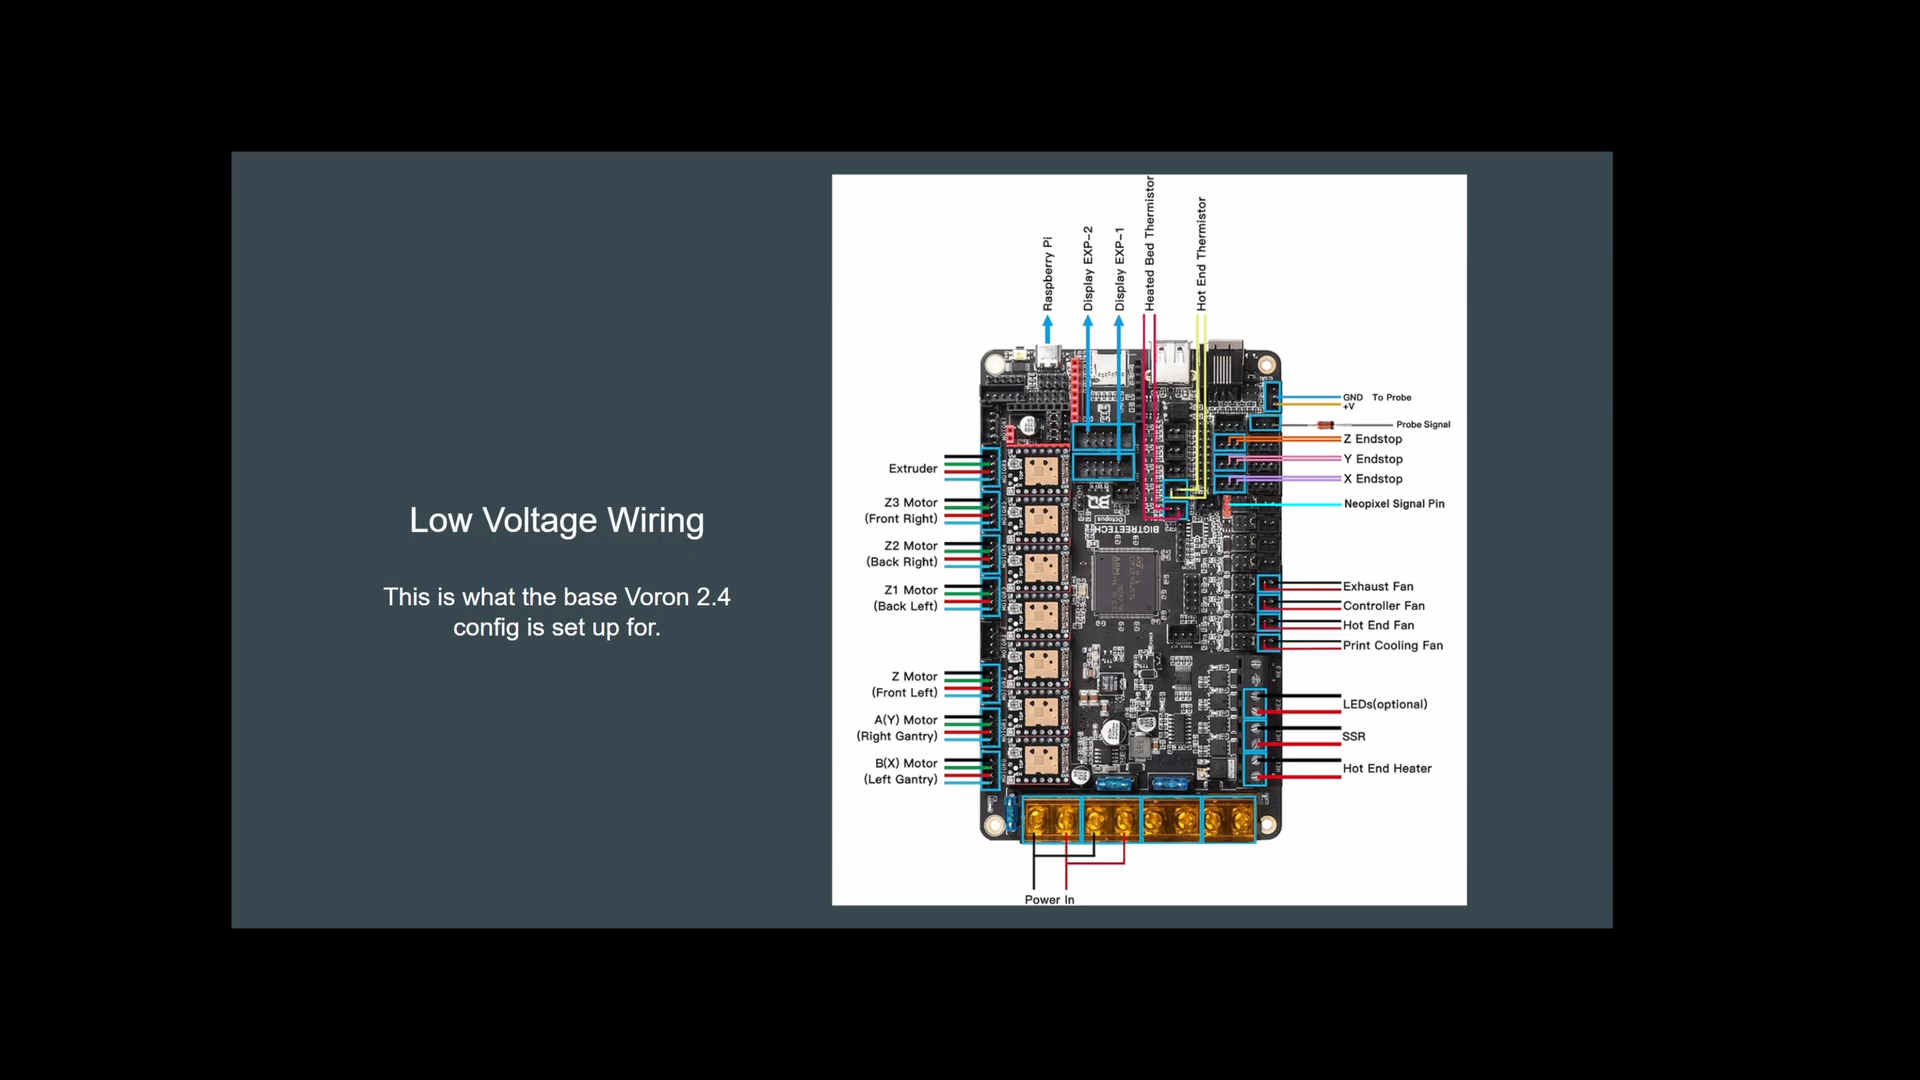 Low Voltage Wiring
This is what the base Voron 2.4
config is set up for.
Raspberry Pi
Display EXP-2
Display EXP-1
Heated Bed Thermistor
Hot End Thermistor
Extruder
Z3 Motor
(Front Right)
Z2 Motor
(Back Right)
Z1 Motor
(Back Left)
Z Motor
(Front Left)
A(Y) Motor
(Right Gantry)
B(X) Motor
(Left Gantry)
Octopus
BIGTREETECH
GND To Probe
+V
Probe Signal
Z Endstop
Y Endstop
X Endstop
Neopixel Signal Pin
Exhaust Fan
Controller Fan
Hot End Fan
Print Cooling Fan
LEDs(optional)
SSR
Hot End Heater
Power In